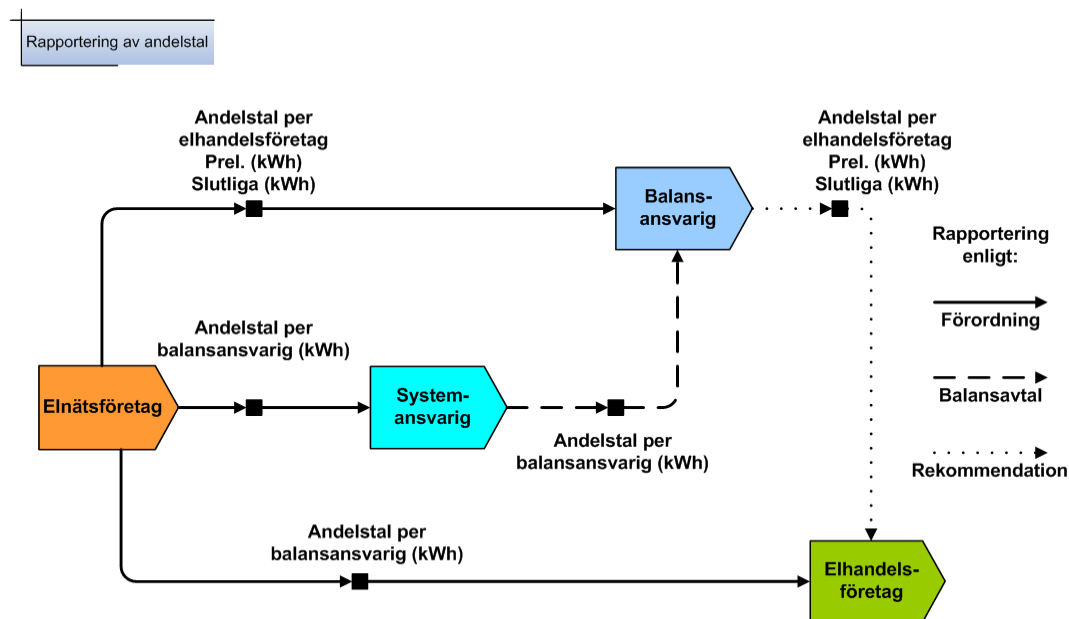 Rapportering av andelstal
Andelstal per
elhandelsföretag
Prel. (kWh)
Slutliga (kWh)
Andelstal per
elhandelsföretag
Prel. (kWh)
Slutliga (kWh)
Balans-
ansvarig
Rapportering
enligt:
Förordning
Balansavtal
Rekommendation
Andelstal per
balansansvarig (kWh)
Elnätsföretag
System-
ansvarig
Andelstal per
balansansvarig (kWh)
Andelstal per
balansansvarig (kWh)
Elhandels-
företag